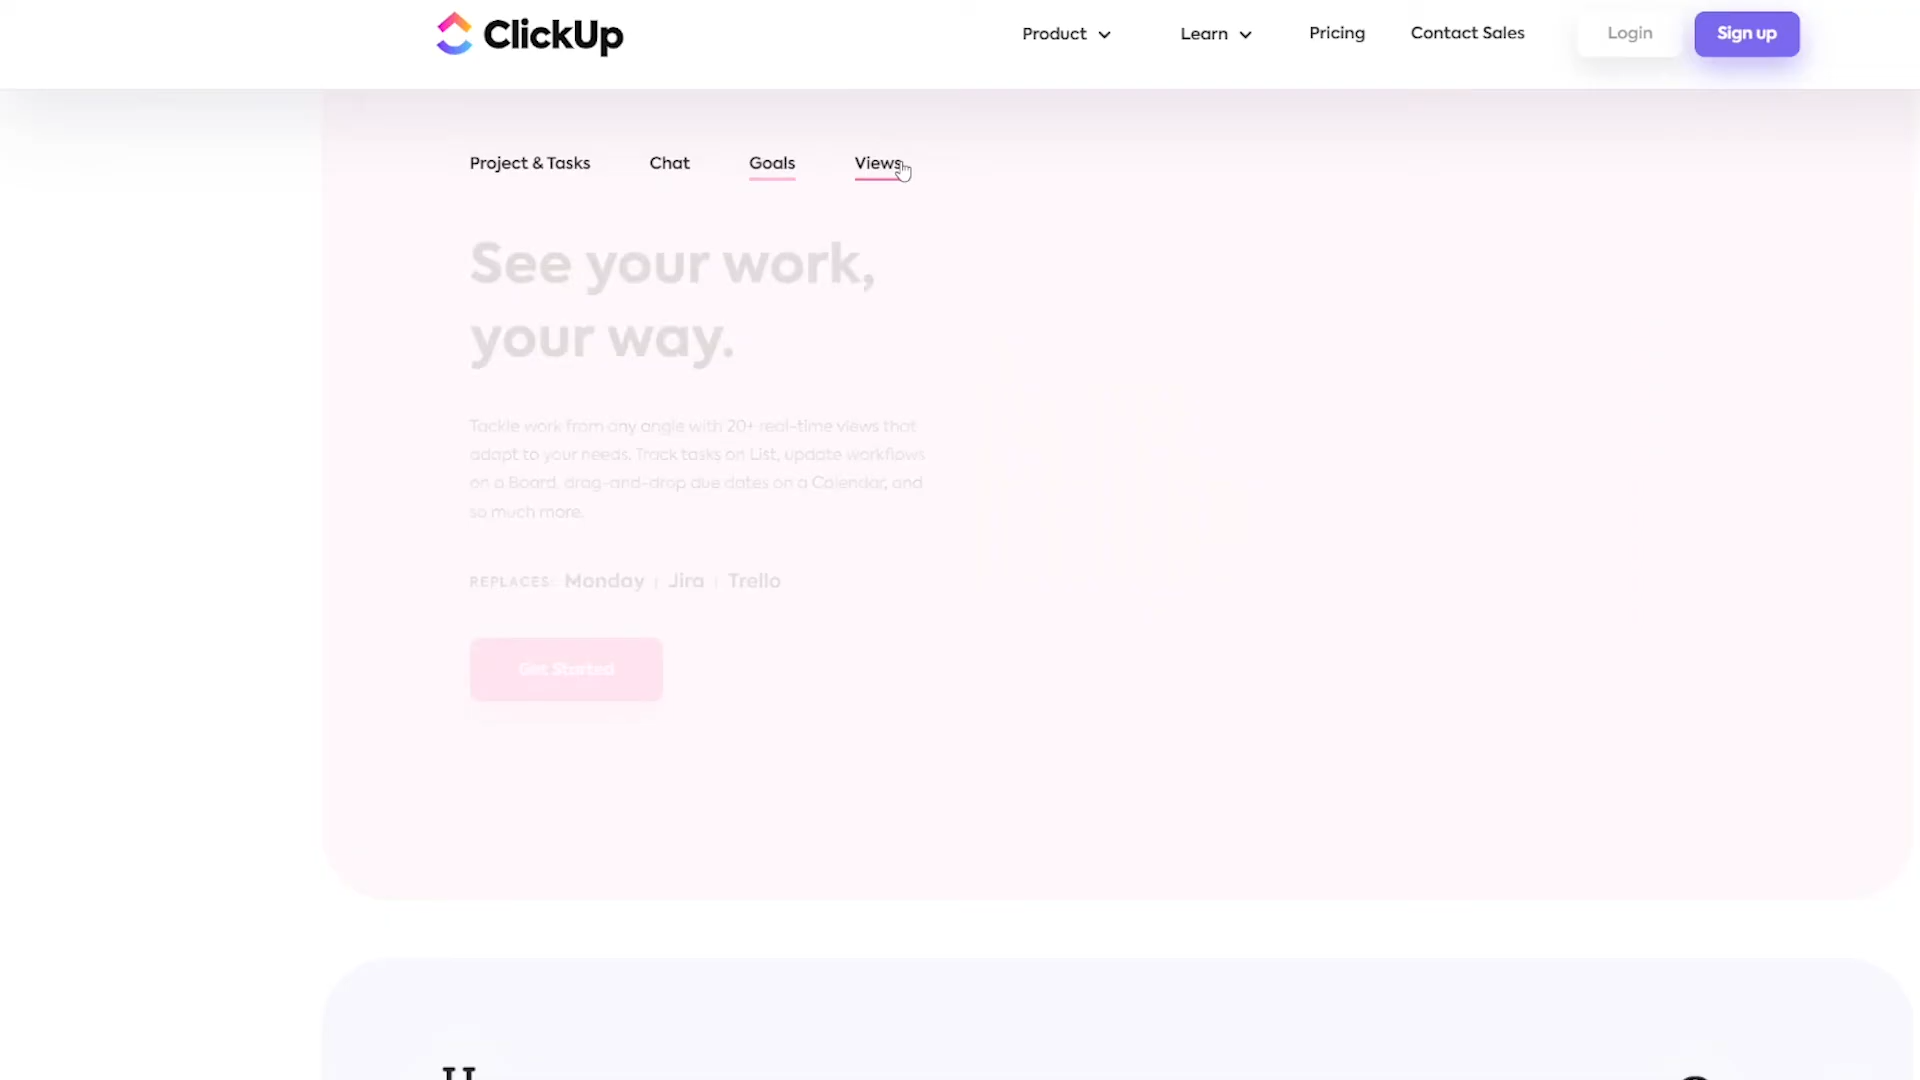 ClickUp
Product
Learn
Pricing
Contact Sales
Login
Sign up
Project & Tasks
Chat
Goals
Views
See your work,
your way.
Tackle work from any angle with 20+ real-time views that
adapt to your needs. Track tasks on List, update workflows
on a Board, drag-and-drop due dates on a Calendar, and
so much more.
REPLACES: Monday | Jira | Trello
Get Started